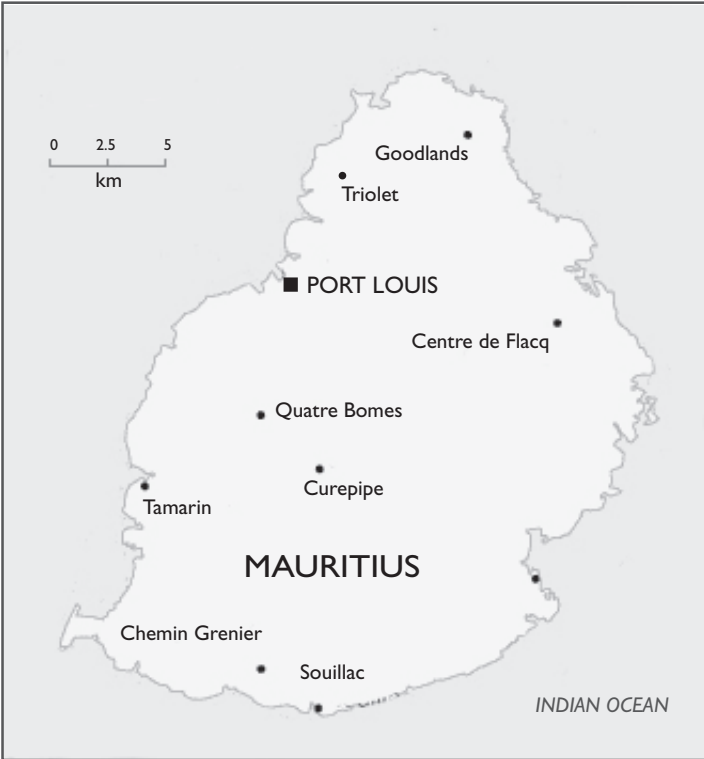 0 2.5 5
km
Goodlands
Triolet
PORT LOUIS
Centre de Flacq
Quatre Bomes
Curepipe
Tamarin
MAURITIUS
Chemin Grenier
Souillac
INDIAN OCEAN